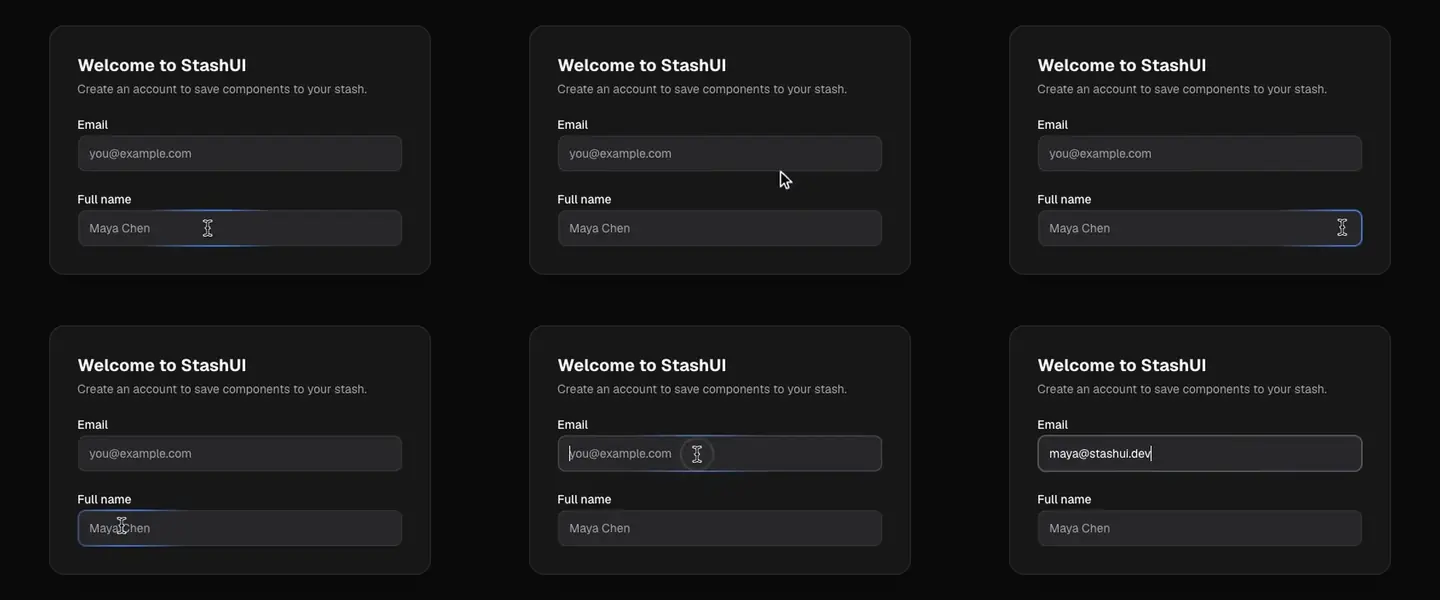 Welcome to StashUI
Create an account to save components to your stash.
Email
you@example.com
Full name
Maya Chen
Welcome to StashUI
Create an account to save components to your stash.
Email
you@example.com
Full name
Maya Chen
Welcome to StashUI
Create an account to save components to your stash.
Email
you@example.com
Full name
Maya Chen
Welcome to StashUI
Create an account to save components to your stash.
Email
you@example.com
Full name
Maya Chen
Welcome to StashUI
Create an account to save components to your stash.
Email
you@example.com
Full name
Maya Chen
Welcome to StashUI
Create an account to save components to your stash.
Email
maya@stashui.dev
Full name
Maya Chen